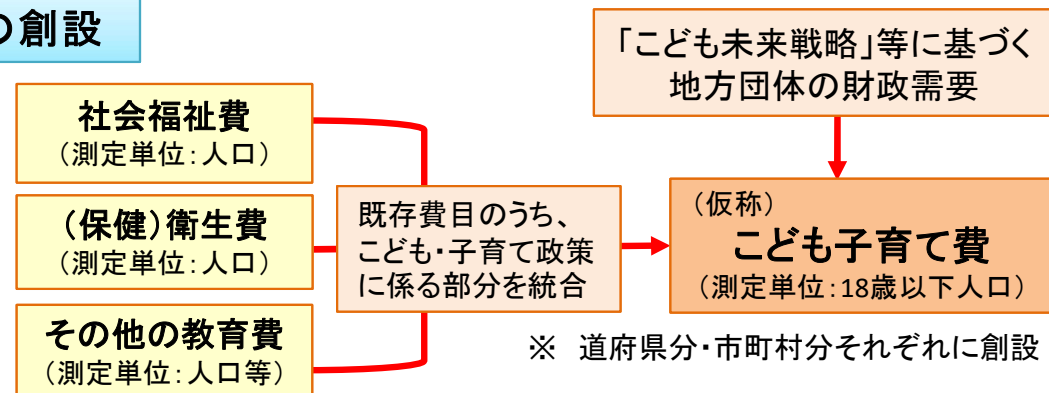 の創設
「こども未来戦略」等に基づく
地方団体の財政需要
社会福祉費
（測定単位：人口）
（保健）衛生費
（測定単位：人口）
その他の教育費
（測定単位：人口等）
既存費目のうち、
こども・子育て政策
に係る部分を統合
（仮称）
こども子育て費
（測定単位：18歳以下人口）
※　道府県分・市町村分それぞれに創設